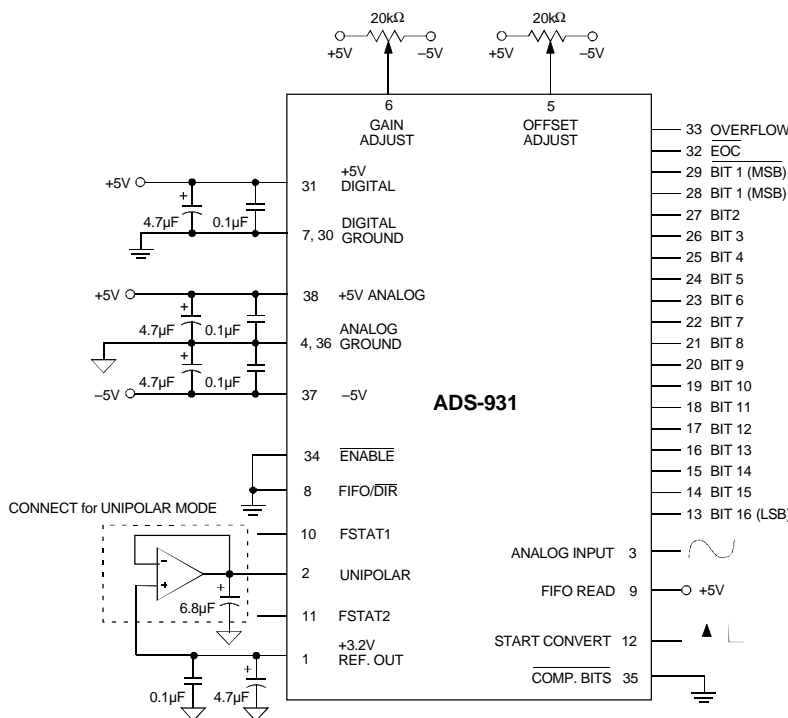 20kΩ
+5V
–5V
20kΩ
+5V
–5V
6
GAIN
ADJUST
5
OFFSET
ADJUST
+5V
31
+5V
DIGITAL
+
4.7µF
0.1µF
7, 30
DIGITAL
GROUND
+5V
38
+5V ANALOG
+
4.7µF
0.1µF
4, 36
ANALOG
GROUND
+
4.7µF
0.1µF
–5V
37
–5V
ADS-931
34
ENABLE
8
FIFO/DIR
CONNECT for UNIPOLAR MODE
10
FSTAT1
-
+
2
UNIPOLAR
+
6.8µF
11
FSTAT2
1
+3.2V
REF. OUT
0.1µF
+
4.7µF
33 OVERFLOW
32 EOC
29 BIT 1 (MSB)
28 BIT 1 (MSB)
27 BIT2
26 BIT 3
25 BIT 4
24 BIT 5
23 BIT 6
22 BIT 7
21 BIT 8
20 BIT 9
19 BIT 10
18 BIT 11
17 BIT 12
16 BIT 13
15 BIT 14
14 BIT 15
13 BIT 16 (LSB)
ANALOG INPUT 3
FIFO READ 9
+5V
START CONVERT 12
COMP. BITS 35